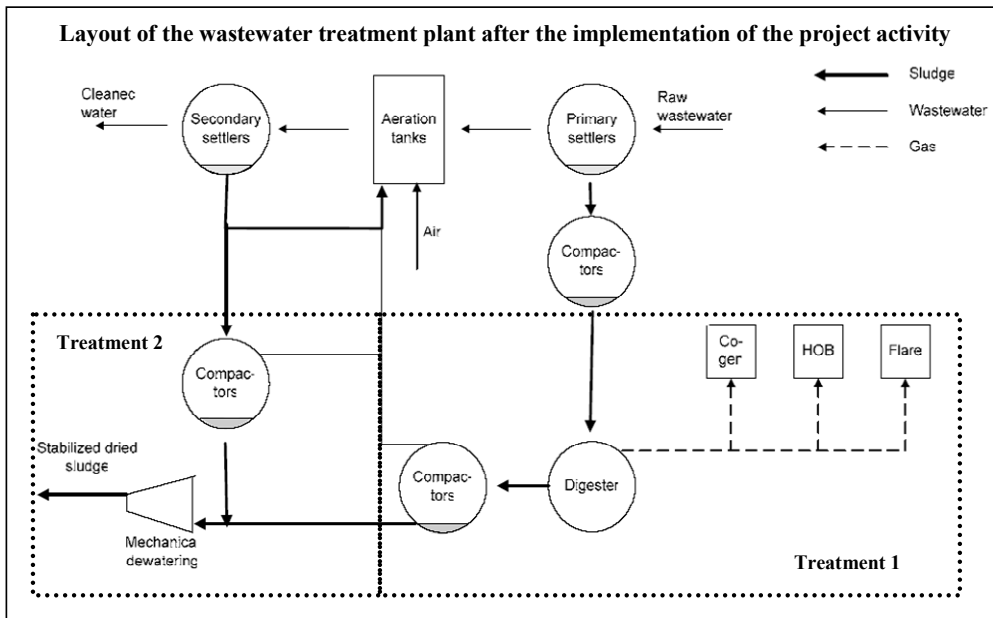 Layout of the wastewater treatment plant after the implementation of the project activity
Cleanec
water
Secondary
settlers
Aeration
tanks
Primary
settlers
Raw
wastewater
Sludge
Wastewater
Gas
Air
Compac-
tors
Treatment 2
Compac-
tors
Co-
ger
HOB
Flare
Stabilized dried
sludge
Compac-
tors
Digester
Mechanica
dewatering
Treatment 1